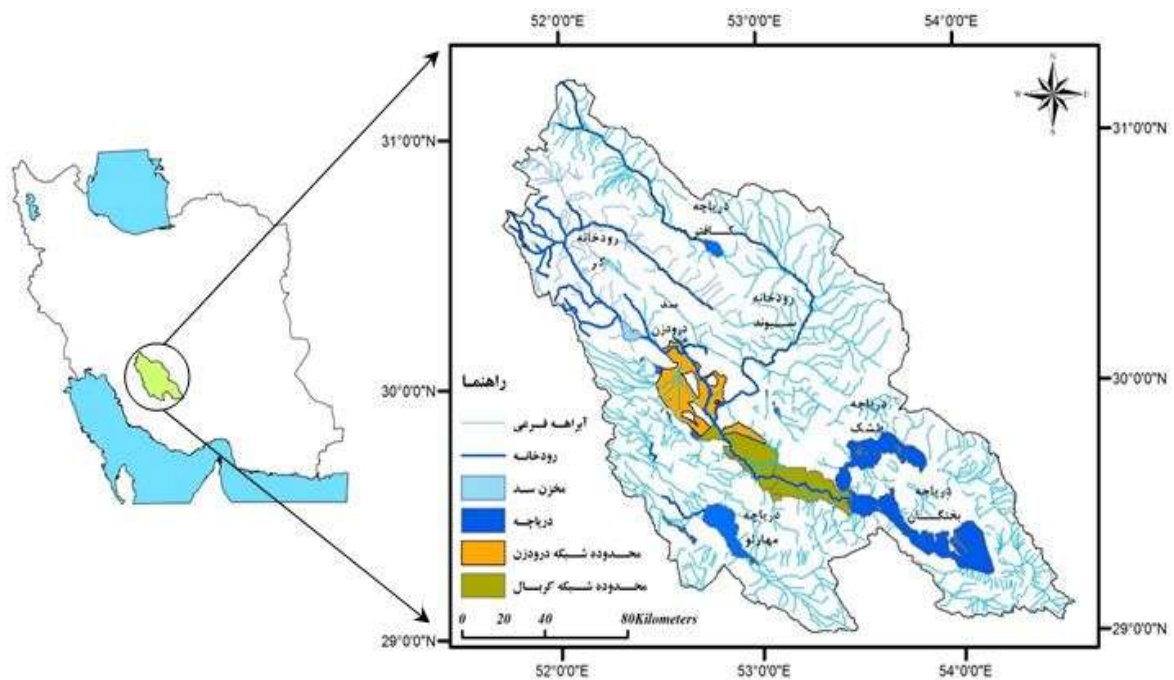 52°0'0"E 53°0'0"E 54°0'0"E
N
W E
S
31°0'0"N 31°0'0"N
دریاچه
کافتر
رودخانه
کر
رودخانه
سیوند
سد
درودزن
30°0'0"N 30°0'0"N
راهنما
آبراهه فرعی
رودخانه
مخزن سد
دریاچه
محدوده شبکه درودزن
محدوده شبکه کربال
دریاچه
طشک
دریاچه
بختگان
دریاچه
مهارلو
0 20 40 80Kilometers
29°0'0"N 29°0'0"N
52°0'0"E 53°0'0"E 54°0'0"E